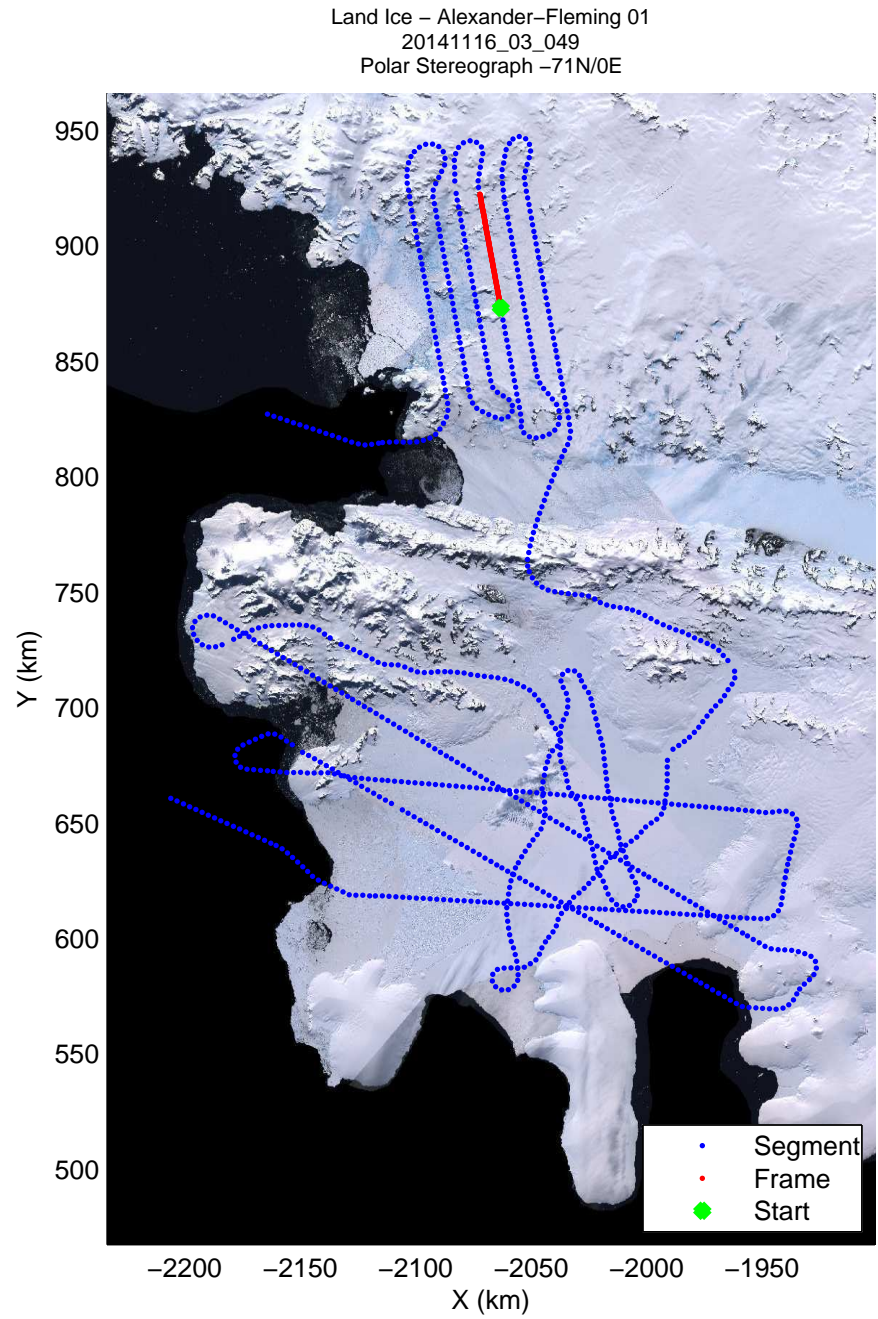 Land Ice − Alexander−Fleming 01
20141116_03_049
Polar Stereograph −71N/0E
950
900
850
800
750
700
650
600
550
500
Y (km)
−2200 −2150 −2100 −2050 −2000 −1950
X (km)
Segment
Frame
Start